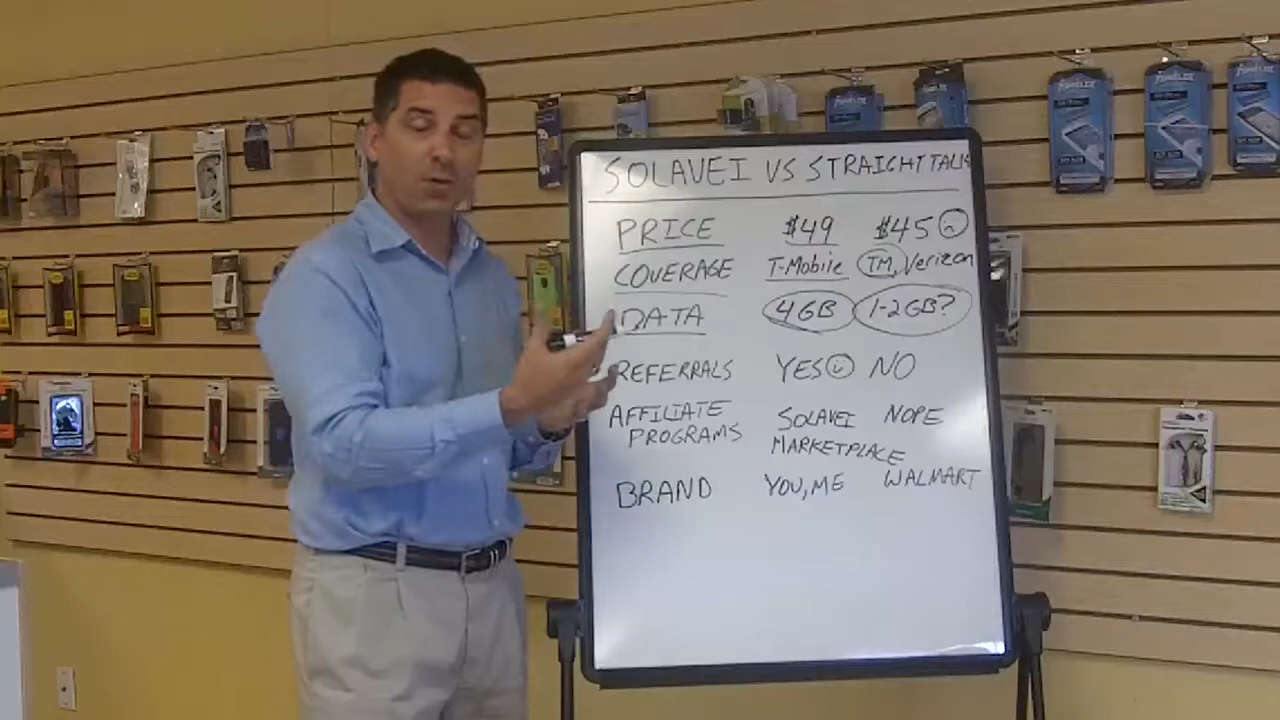 SOLAVEI VS STRAIGHT TALK
PRICE $49 $45
COVERAGE T-Mobile TM, Verizon
DATA 4GB 1-2GB?
REFERRALS YES NO
AFFILIATE PROGRAMS SOLAVEI MARKETPLACE NOPE
BRAND YOU, ME WALMART